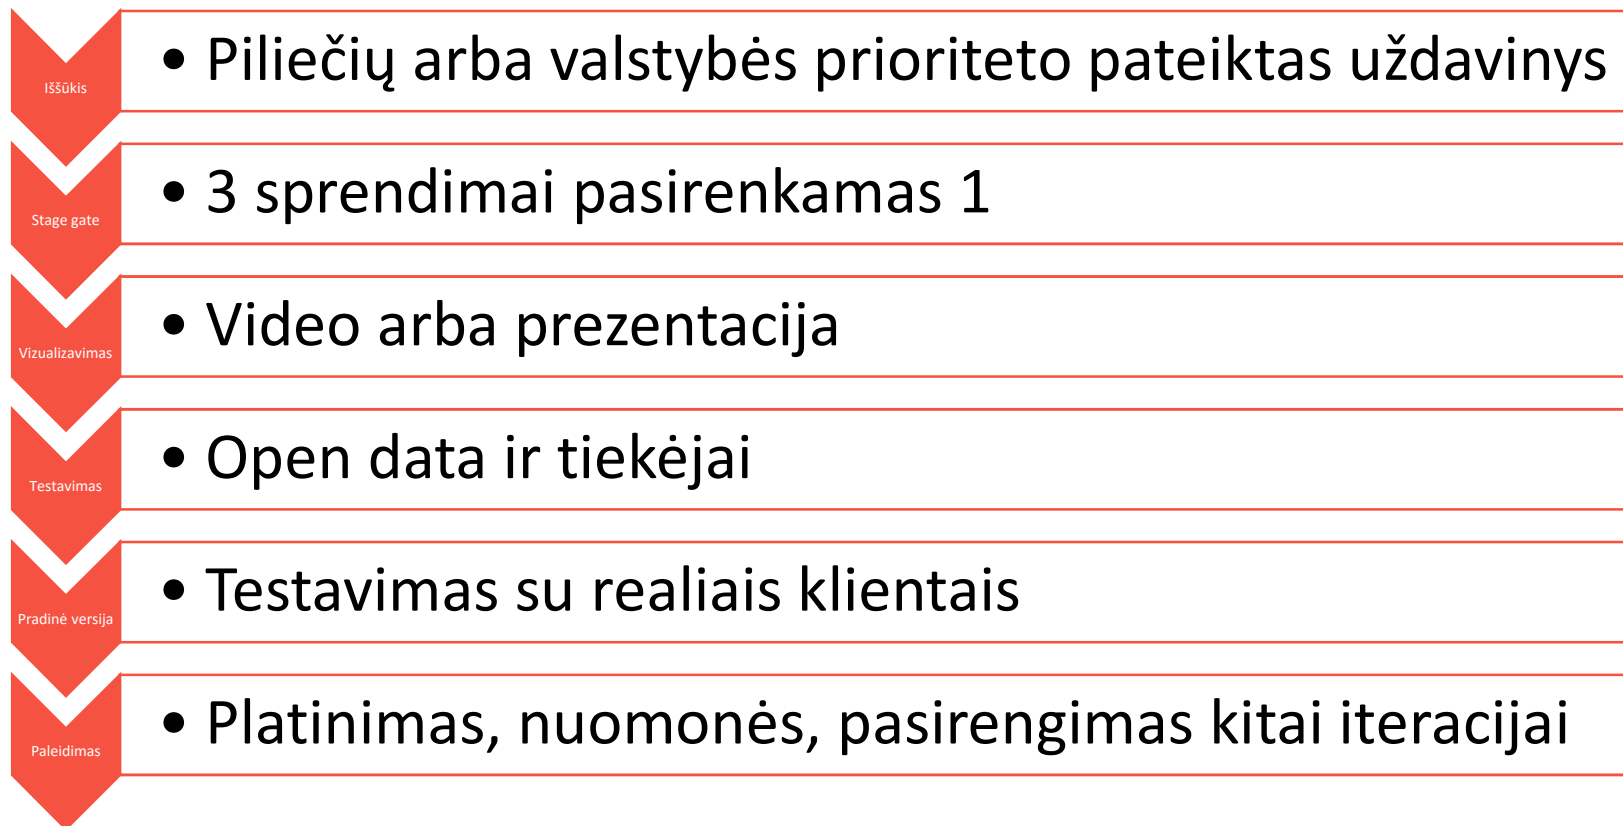 Iššūkis
• Piliečių arba valstybės prioriteto pateiktas uždavinys
Stage gate
• 3 sprendimai pasirenkamas 1
Vizualizavimas
• Video arba prezentacija
Testavimas
• Open data ir tiekėjai
Pradinė versija
• Testavimas su realiais klientais
Paleidimas
• Platinimas, nuomonės, pasirengimas kitai iteracijai